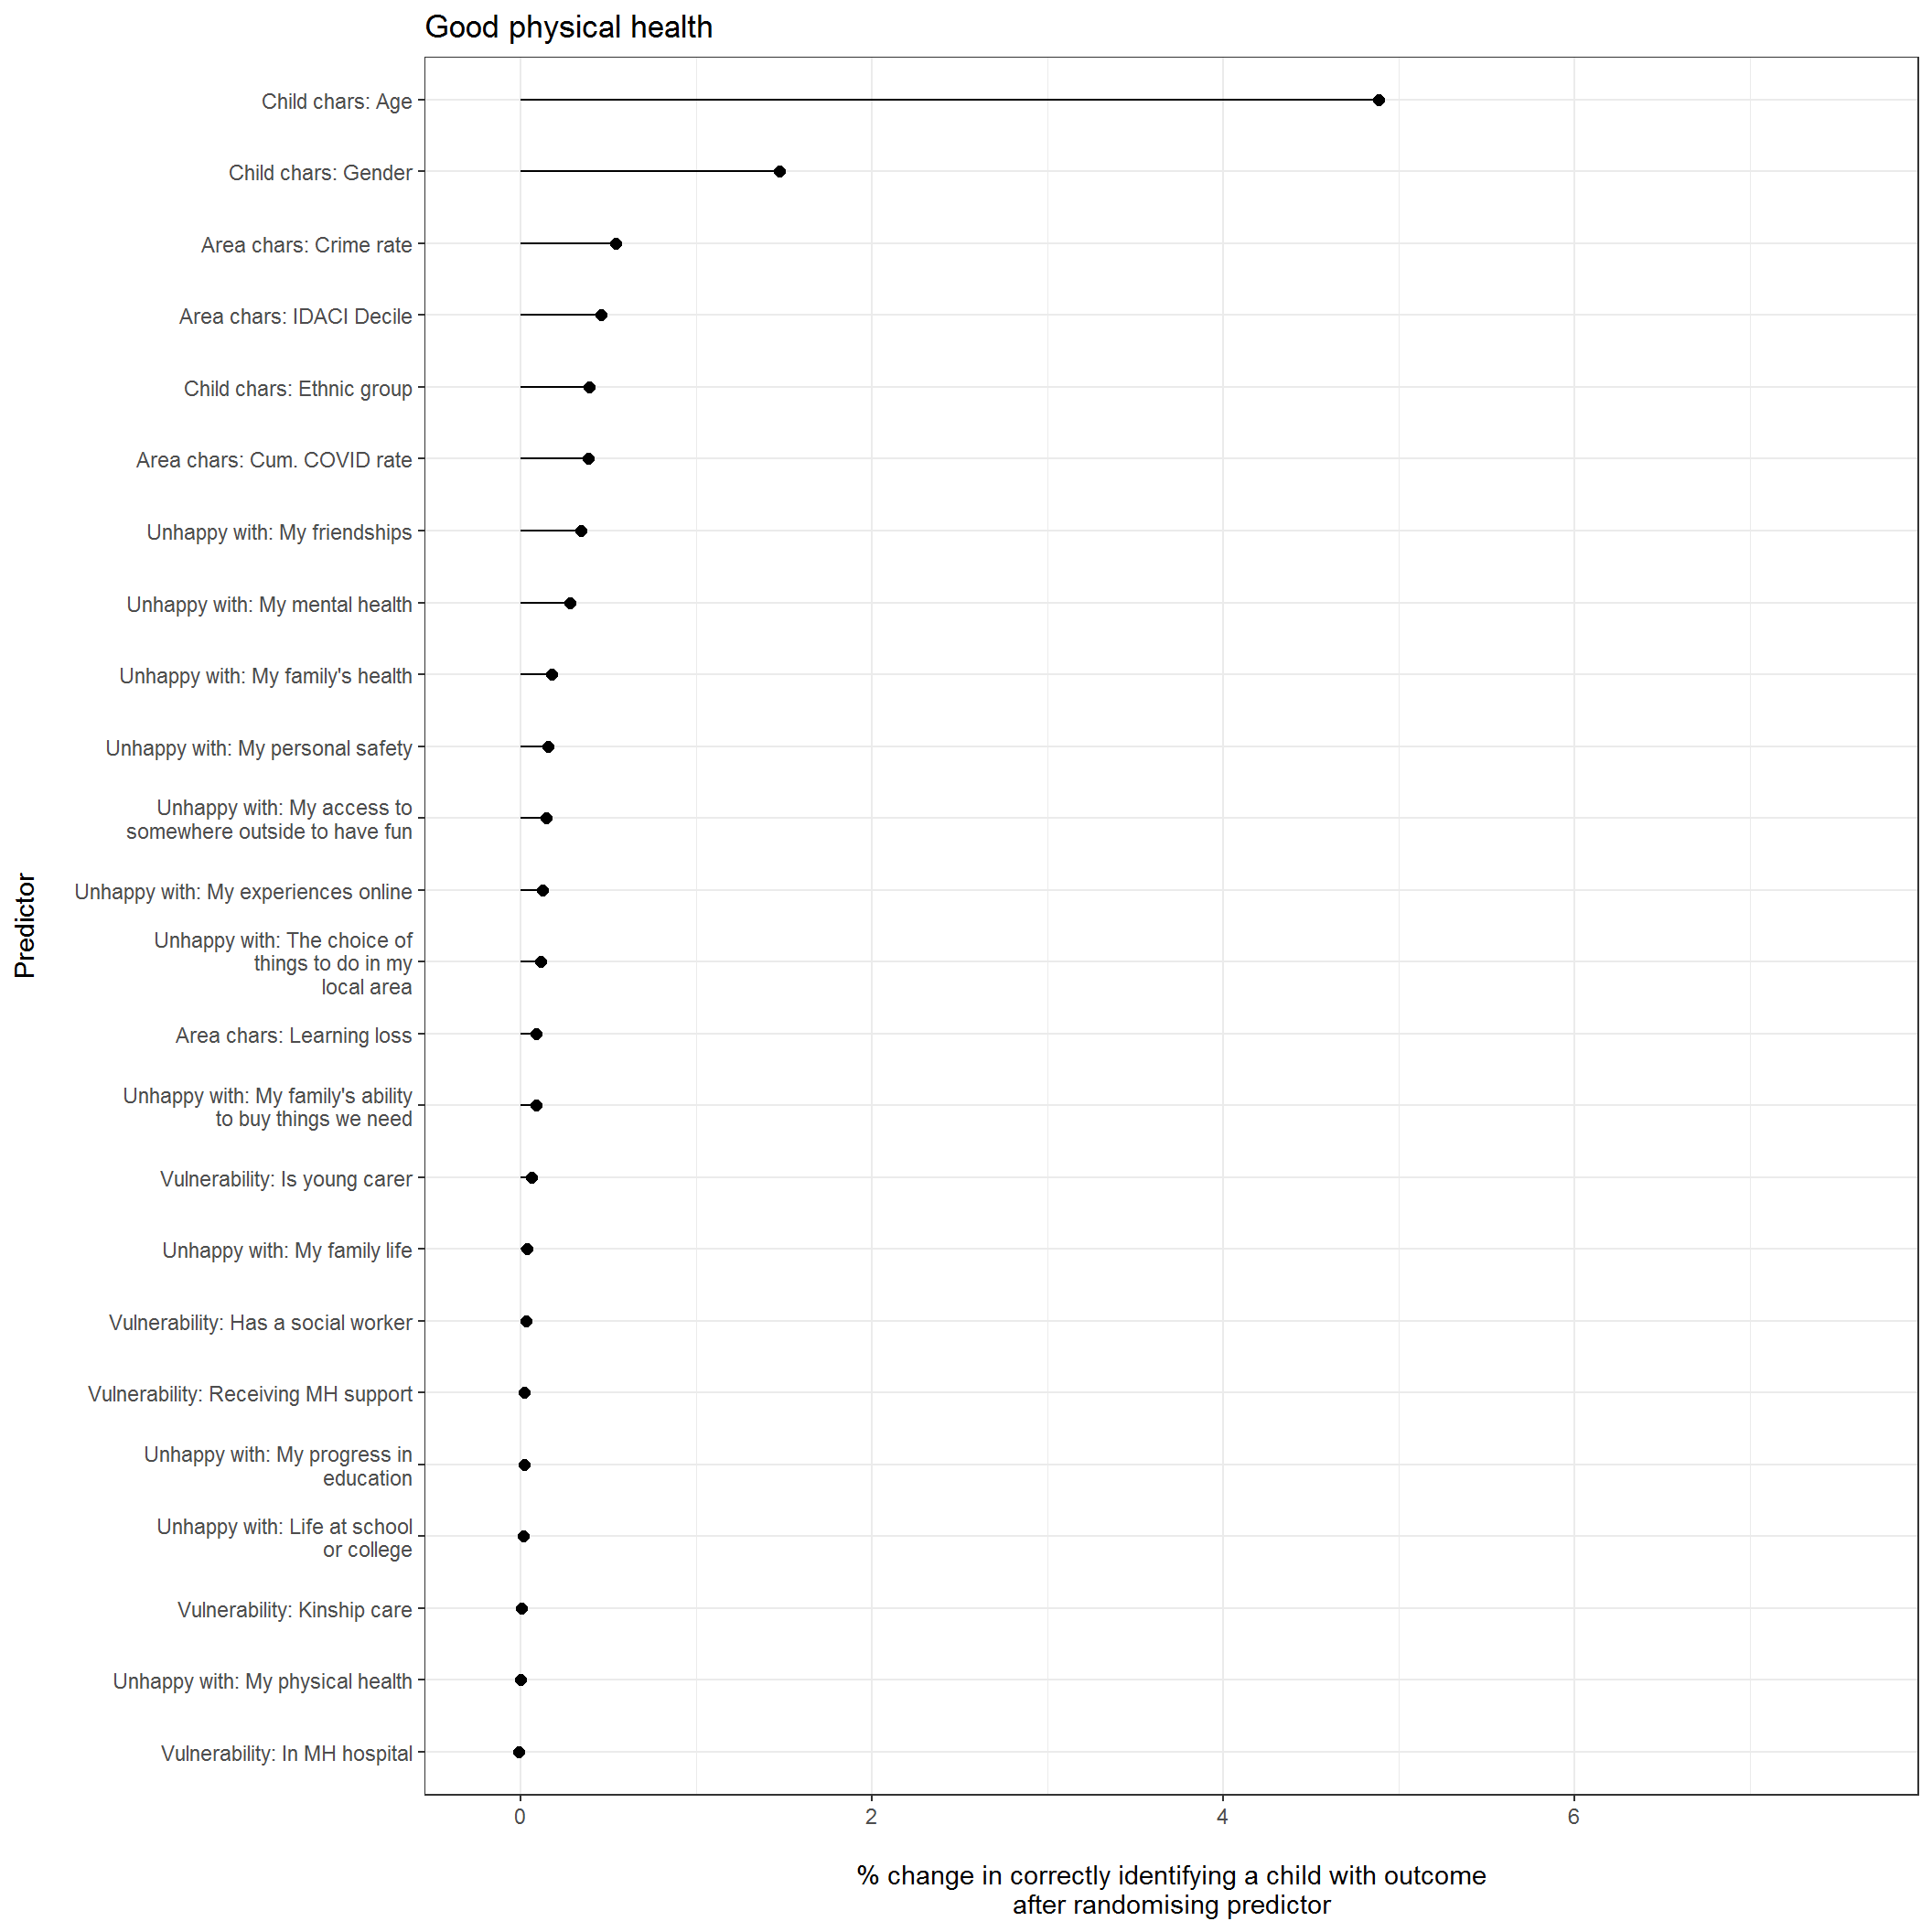 Good physical health
Child chars: Age
Child chars: Gender
Area chars: Crime rate
Area chars: IDACI Decile
Child chars: Ethnic group
Area chars: Cum. COVID rate
Unhappy with: My friendships
Unhappy with: My mental health
Unhappy with: My family's health
Unhappy with: My personal safety
Unhappy with: My access to
somewhere outside to have fun
Unhappy with: My experiences online
Unhappy with: The choice of
things to do in my
local area
Area chars: Learning loss
Unhappy with: My family's ability
to buy things we need
Vulnerability: Is young carer
Unhappy with: My family life
Vulnerability: Has a social worker
Vulnerability: Receiving MH support
Unhappy with: My progress in
education
Unhappy with: Life at school
or college
Vulnerability: Kinship care
Unhappy with: My physical health
Vulnerability: In MH hospital
Predictor
0 2 4 6
% change in correctly identifying a child with outcome
after randomising predictor